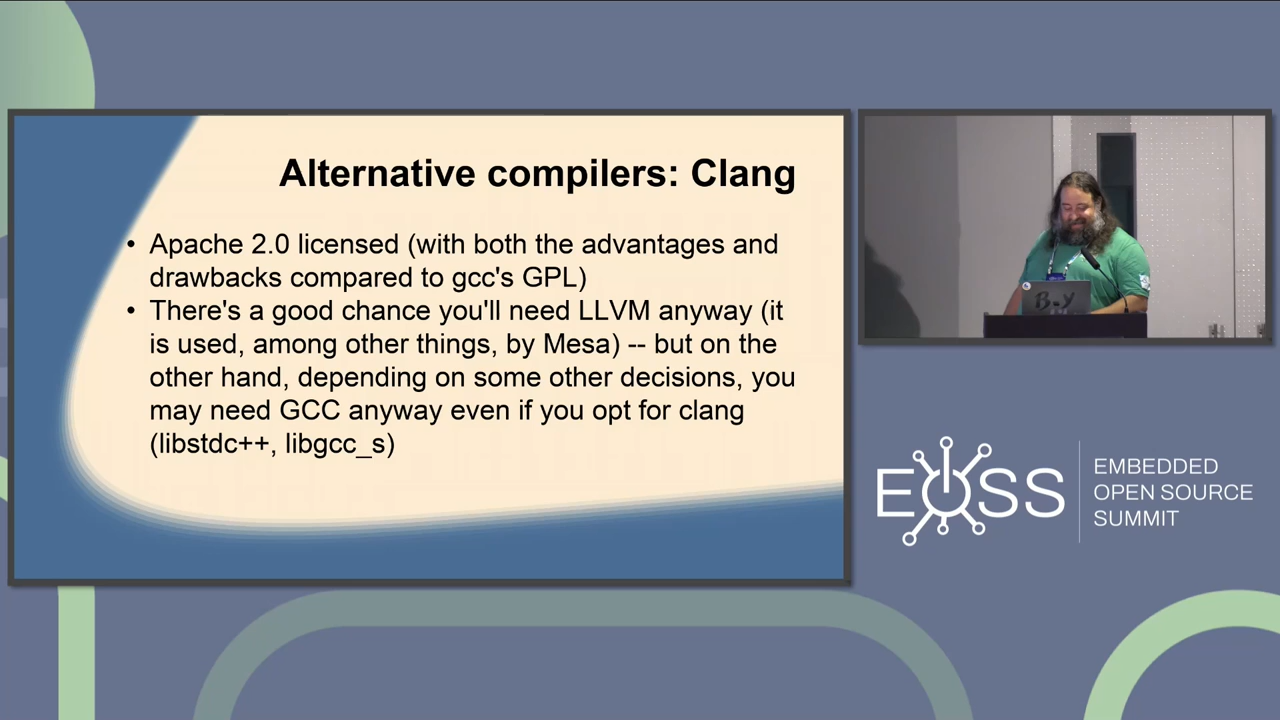 Alternative compilers: Clang
• Apache 2.0 licensed (with both the advantages and
drawbacks compared to gcc's GPL)
• There's a good chance you'll need LLVM anyway (it
is used, among other things, by Mesa) -- but on the
other hand, depending on some other decisions, you
may need GCC anyway even if you opt for clang
(libstdc++, libgcc_s)
EOSS
EMBEDDED
OPEN SOURCE
SUMMIT